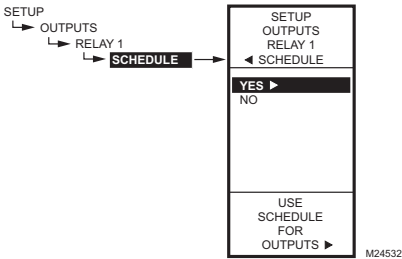 SETUP
OUTPUTS
RELAY 1
SCHEDULE
SETUP
OUTPUTS
RELAY 1
◄ SCHEDULE
YES ►
NO
USE
SCHEDULE
FOR
OUTPUTS ►
M24532